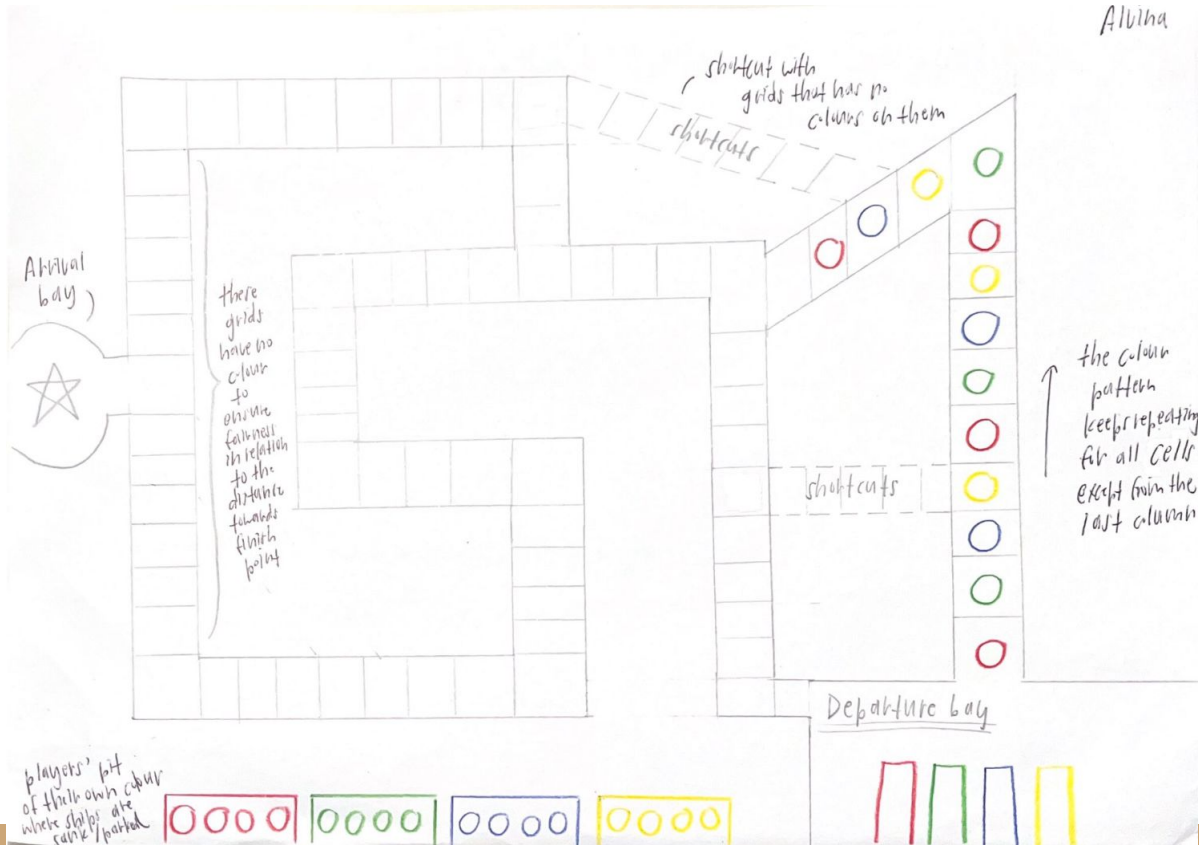 Alvina
shortcut with
grids that has no
colours on them
shortcuts
Arrival
bay
these
grids
have no
colour
to
ensure
fairness
in relation
to the
distance
towards
finish
point
the colour
pattern
keeps repeating
for all cells
except from the
last column
shortcuts
Departure bay
players' pit
of their own colour
where ships are
sank/parked